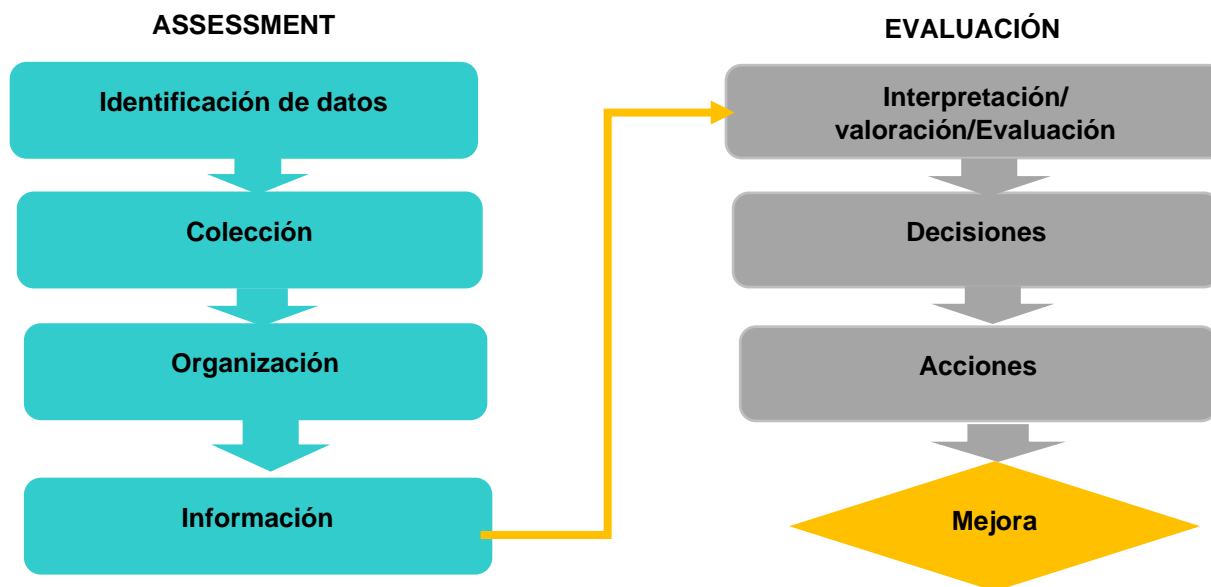 ASSESSMENT
Identificación de datos
Colección
Organización
Información
EVALUACIÓN
Interpretación/
valoración/Evaluación
Decisiones
Acciones
Mejora